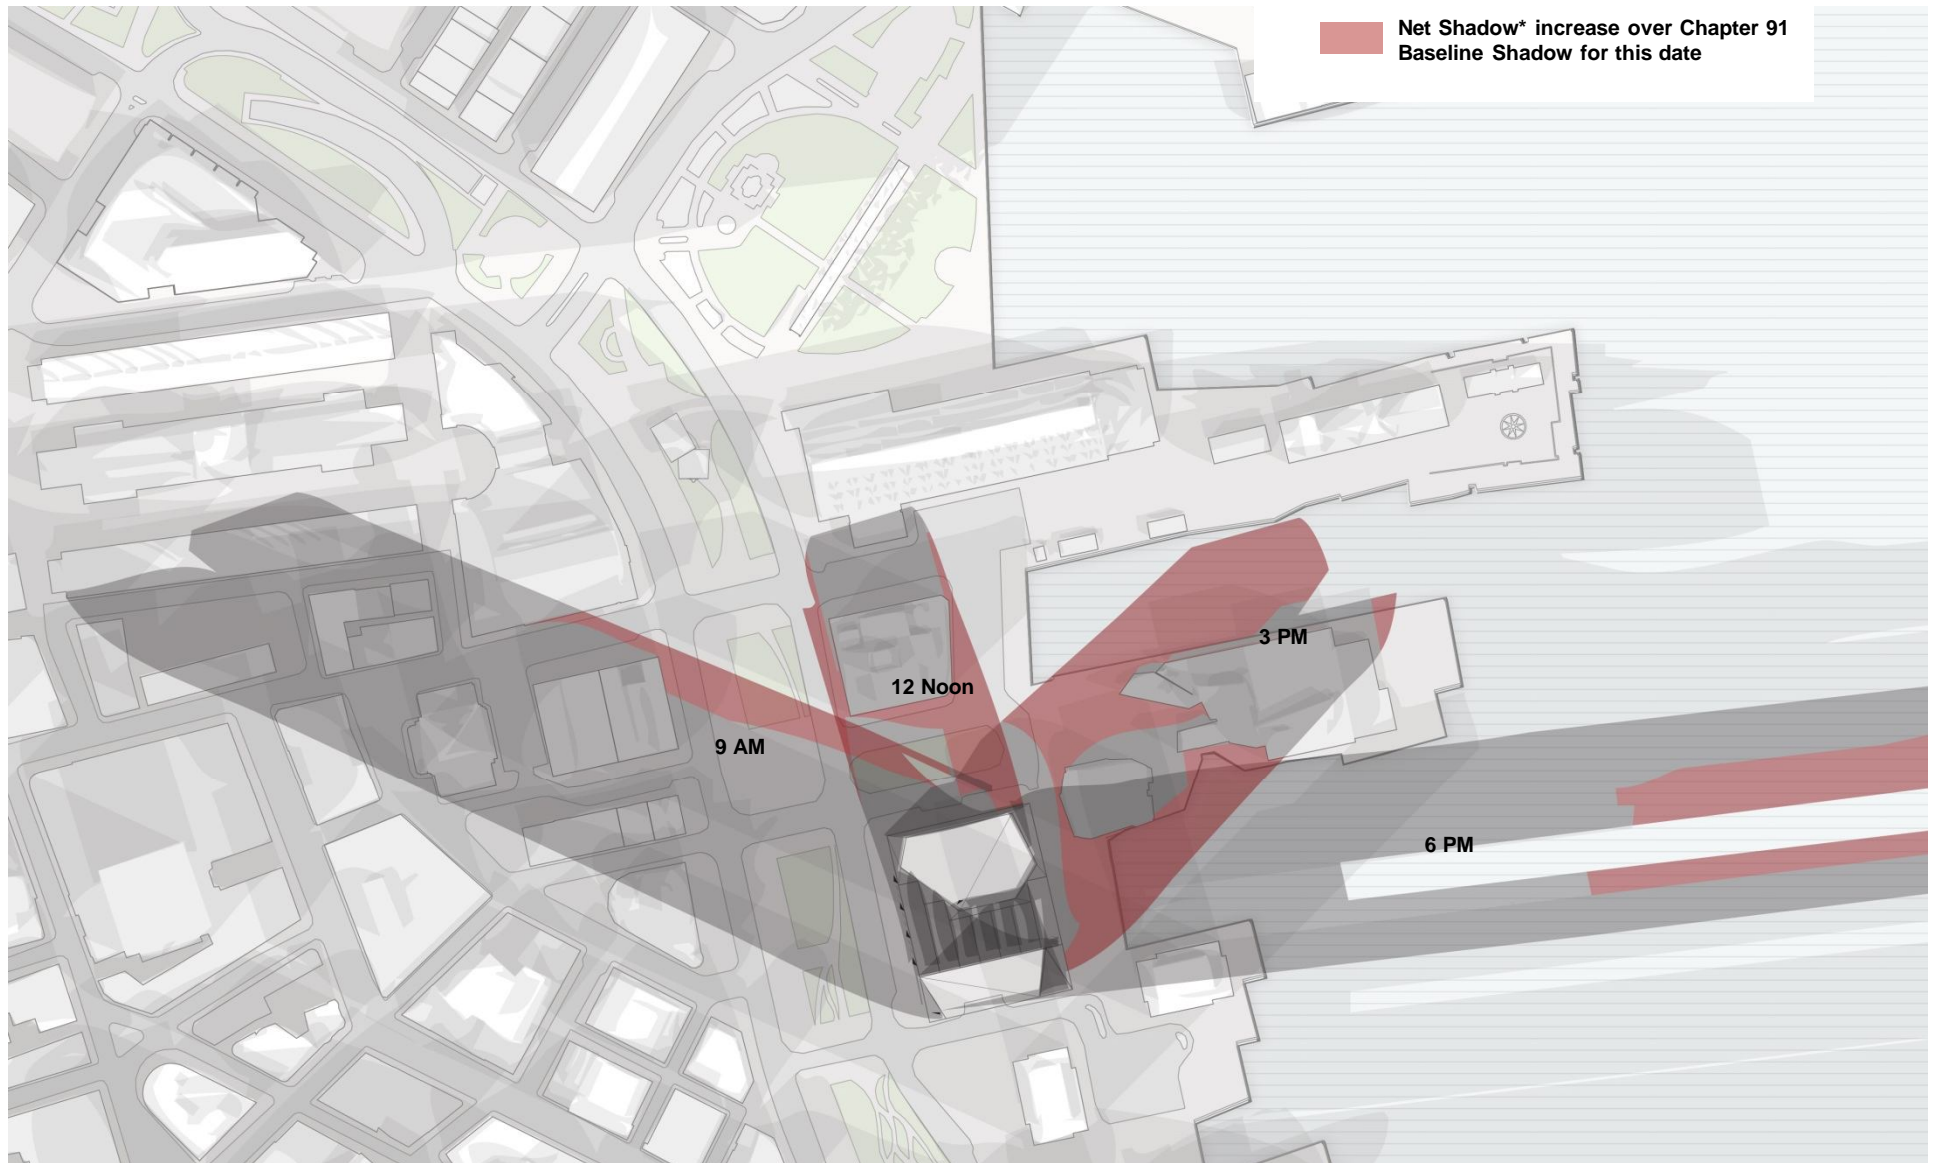 Net Shadow* increase over Chapter 91
Baseline Shadow for this date
3 PM
12 Noon
9 AM
6 PM